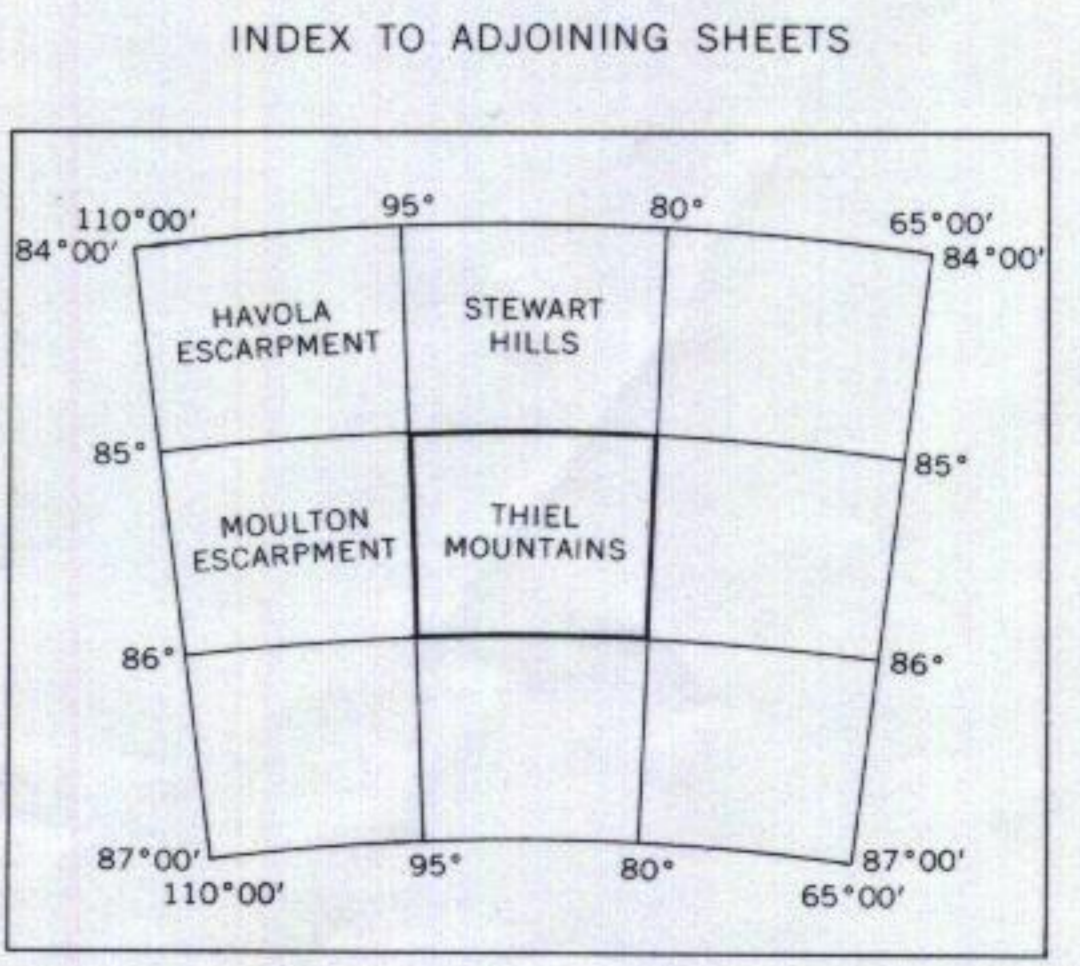 INDEX TO ADJOINING SHEETS
110°00' 95° 80° 65°00'
84°00' 84°00'
HAVOLA
ESCARPMENT
STEWART
HILLS
85° 85°
MOULTON
ESCARPMENT
THIEL
MOUNTAINS
86° 86°
87°00' 95° 80° 87°00'
110°00' 65°00'